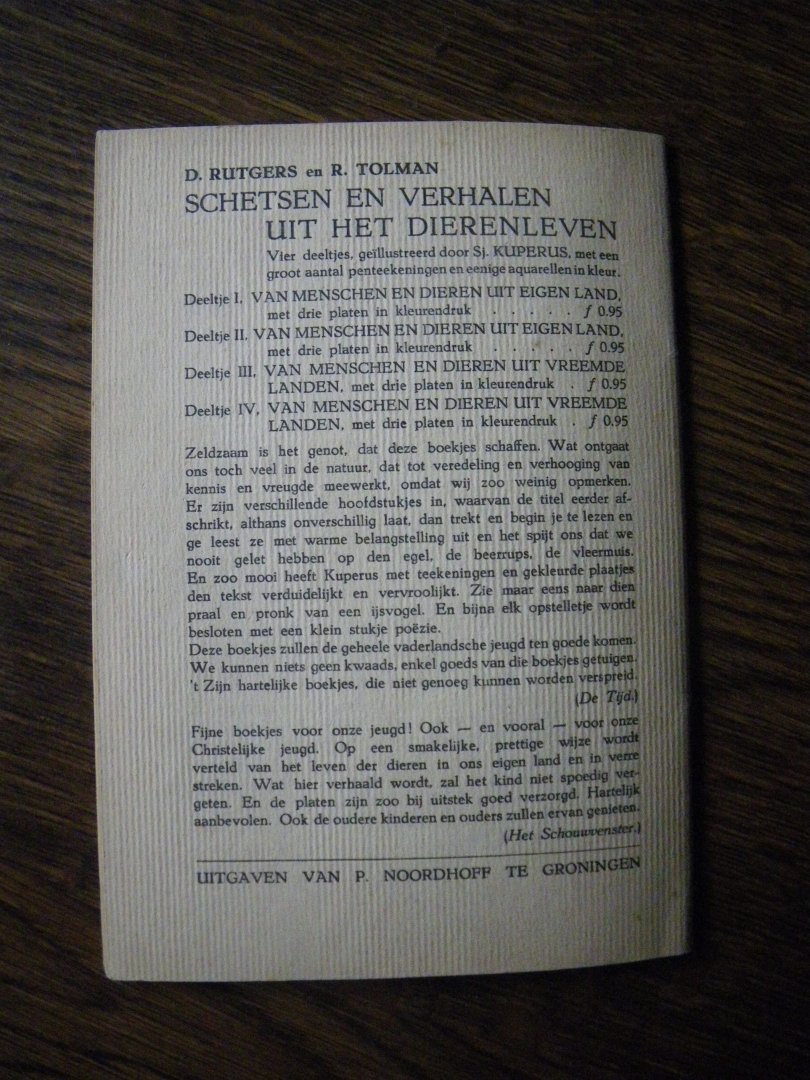 D. RUTGERS en R. TOLMAN
SCHETSEN EN VERHALEN
UIT HET DIERENLEVEN
Vier deeltjes, geïllustreerd door Sj. KUPERUS, met een
groot aantal penteekeningen en eenige aquarellen in kleur.
Deeltje I, VAN MENSCHEN EN DIEREN UIT EIGEN LAND,
met drie platen in kleurendruk . . . . . ƒ 0.95
Deeltje II, VAN MENSCHEN EN DIEREN UIT EIGEN LAND,
met drie platen in kleurendruk . . . . . ƒ 0.95
Deeltje III, VAN MENSCHEN EN DIEREN UIT VREEMDE
LANDEN, met drie platen in kleurendruk . ƒ 0.95
Deeltje IV, VAN MENSCHEN EN DIEREN UIT VREEMDE
LANDEN, met drie platen in kleurendruk . ƒ 0.95
Zeldzaam is het genot, dat deze boekjes schaffen. Wat ontgaat
ons toch veel in de natuur, dat tot veredeling en verhooging van
kennis en vreugde meewerkt, omdat wij zoo weinig opmerken.
Er zijn verschillende hoofdstukjes in, waarvan de titel eerder af-
schrikt, althans onverschillig laat, dan trekt en begin je te lezen en
ge leest ze met warme belangstelling uit en het spijt ons dat we
nooit gelet hebben op den egel, de beerrups, de vleermuis.
En zoo mooi heeft Kuperus met teekeningen en gekleurde plaatjes
den tekst verduidelijkt en vervroolijkt. Zie maar eens naar dien
praal en pronk van een ijsvogel. En bijna elk opstelletje wordt
besloten met een klein stukje poëzie.
Deze boekjes zullen de geheele vaderlandsche jeugd ten goede komen.
We kunnen niets geen kwaads, enkel goeds van die boekjes getuigen.
't Zijn hartelijke boekjes, die niet genoeg kunnen worden verspreid.
(De Tijd.)
Fijne boekjes voor onze jeugd! Ook — en vooral — voor onze
Christelijke jeugd. Op een smakelijke, prettige wijze wordt
verteld van het leven der dieren in ons eigen land en in verre
streken. Wat hier verhaald wordt, zal het kind niet spoedig ver-
geten. En de platen zijn zoo bij uitstek goed verzorgd. Hartelijk
aanbevolen. Ook de oudere kinderen en ouders zullen ervan genieten.
(Het Schouwvenster.)
UITGAVEN VAN P. NOORDHOFF TE GRONINGEN